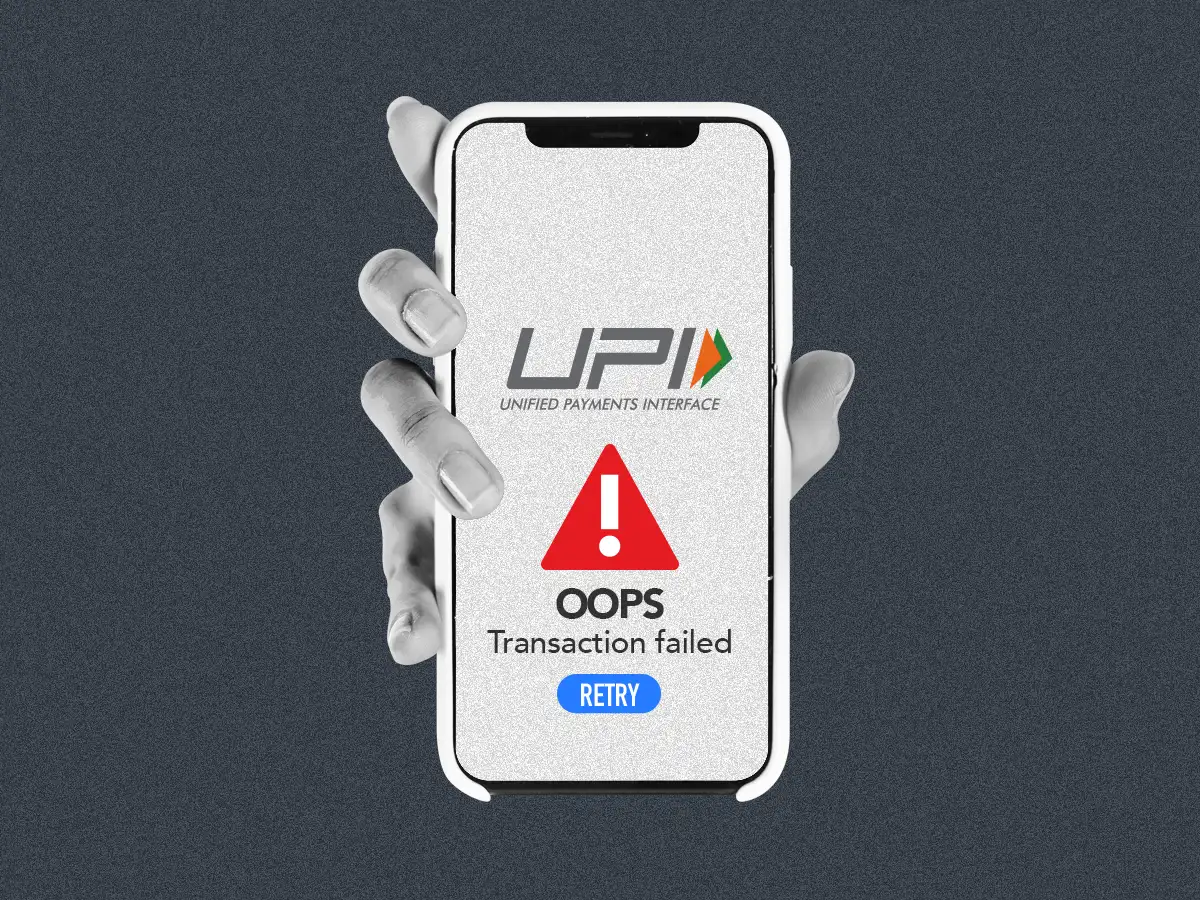 UPI
UNIFIED PAYMENTS INTERFACE
OOPS
Transaction failed
RETRY